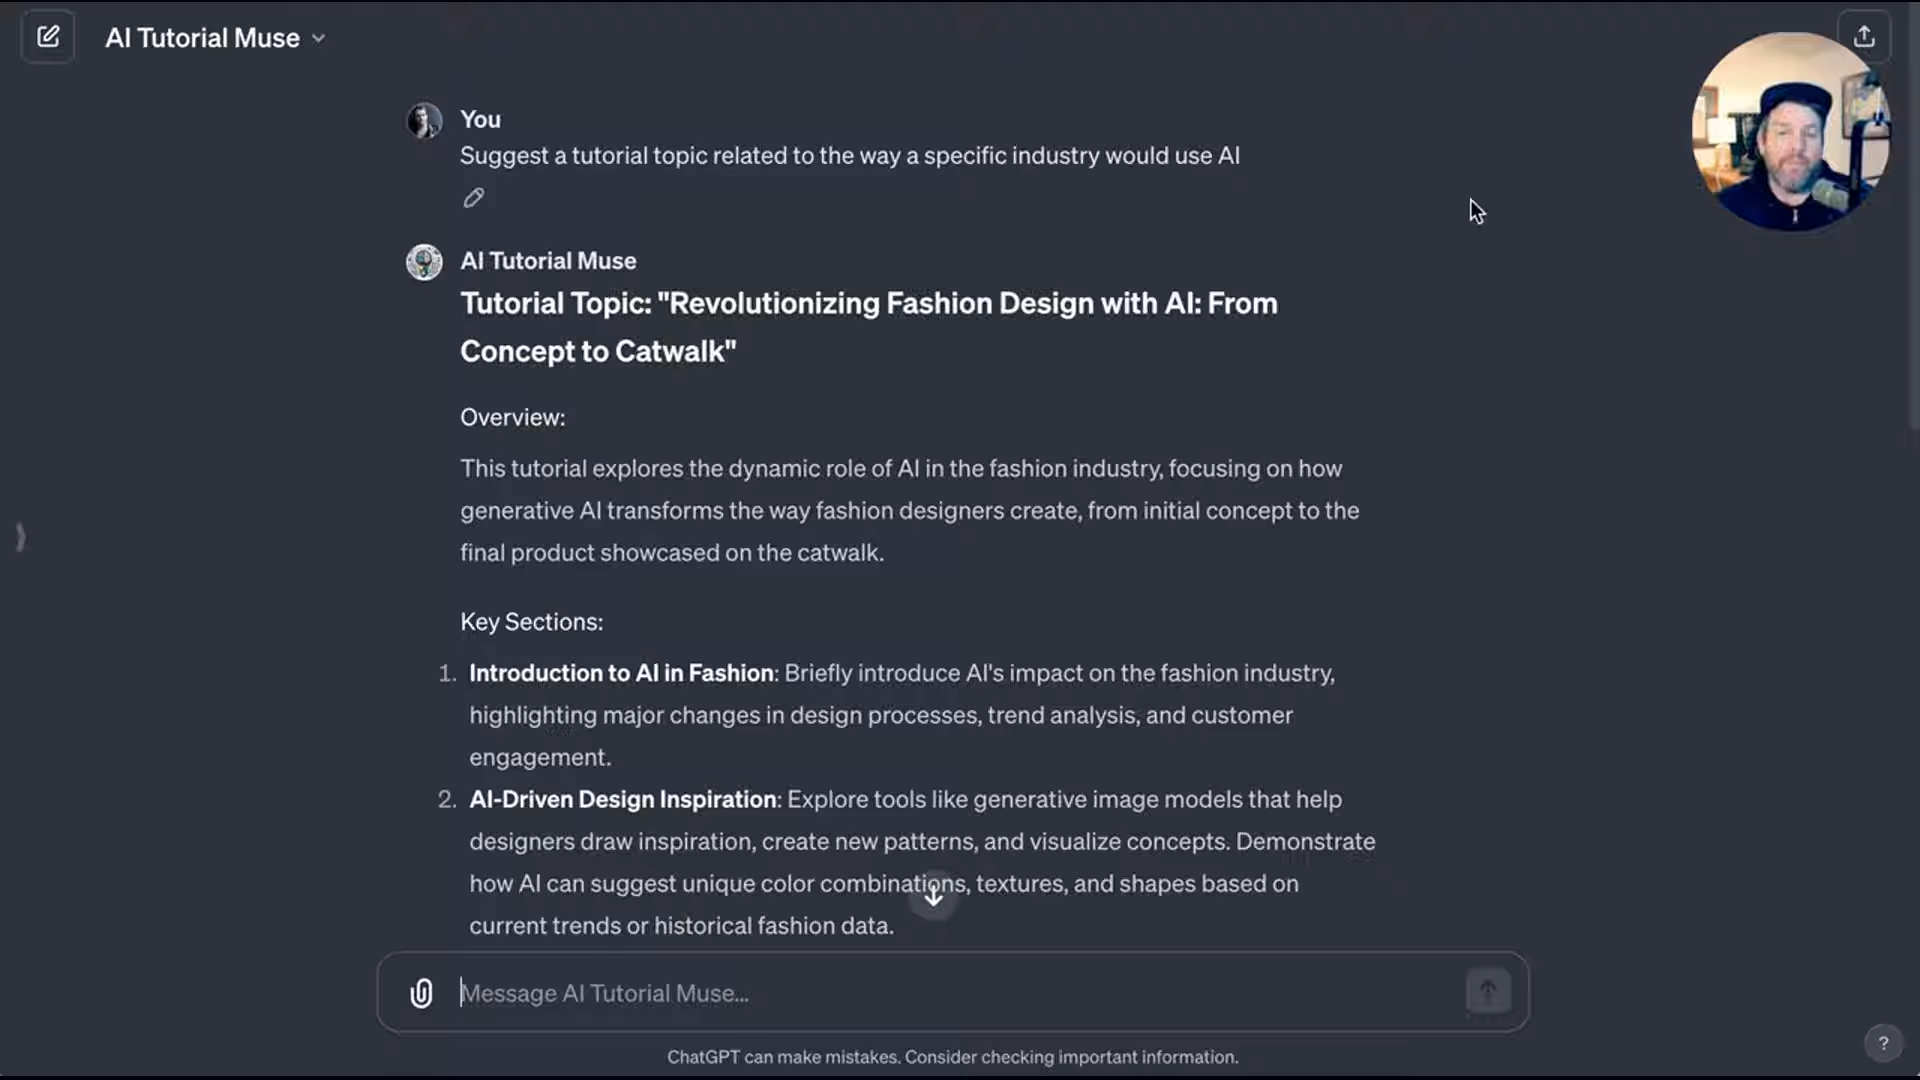 AI Tutorial Muse
You
Suggest a tutorial topic related to the way a specific industry would use AI
AI Tutorial Muse
Tutorial Topic: "Revolutionizing Fashion Design with AI: From
Concept to Catwalk"
Overview:
This tutorial explores the dynamic role of AI in the fashion industry, focusing on how
generative AI transforms the way fashion designers create, from initial concept to the
final product showcased on the catwalk.
Key Sections:
1. Introduction to AI in Fashion: Briefly introduce AI's impact on the fashion industry,
highlighting major changes in design processes, trend analysis, and customer
engagement.
2. AI-Driven Design Inspiration: Explore tools like generative image models that help
designers draw inspiration, create new patterns, and visualize concepts. Demonstrate
how AI can suggest unique color combinations, textures, and shapes based on
current trends or historical fashion data.
Message AI Tutorial Muse...
ChatGPT can make mistakes. Consider checking important information.
?